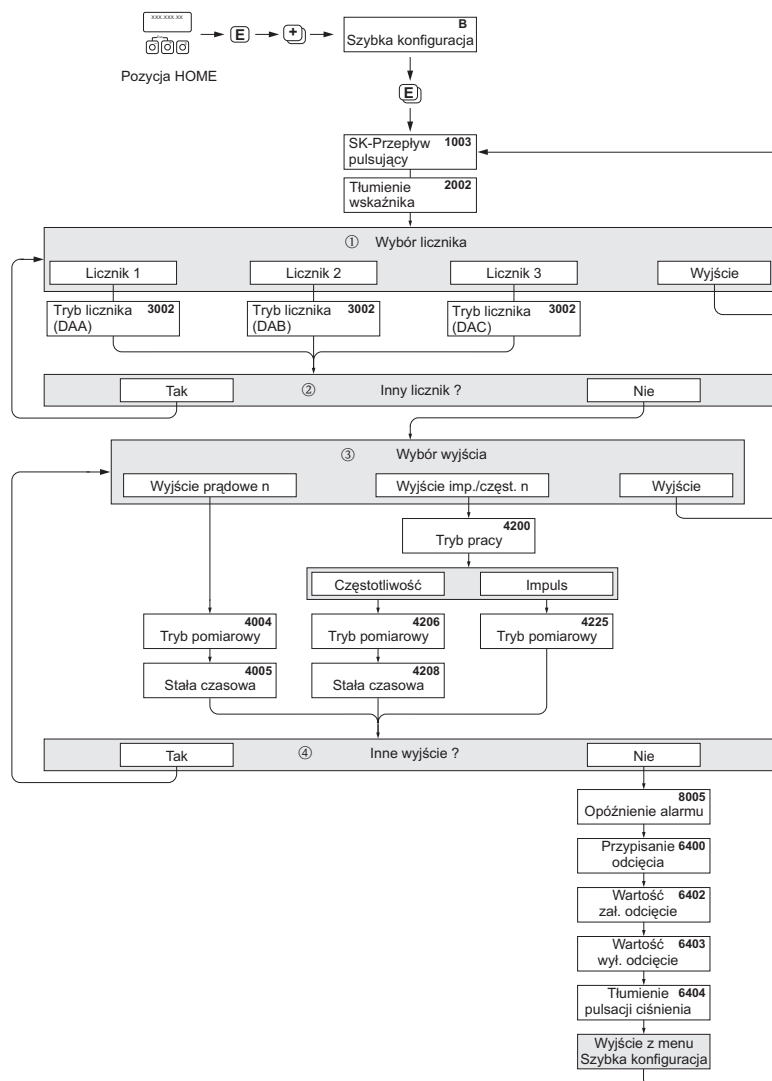 xxx.xxx.xx
E
+
B
Szybka konfiguracja
Pozycja HOME
E
SK-Przepływ 1003
pulsujący
Tłumienie 2002
wskaźnika
① Wybór licznika
Licznik 1
Licznik 2
Licznik 3
Wyjście
Tryb licznika 3002
(DAA)
Tryb licznika 3002
(DAB)
Tryb licznika 3002
(DAC)
Tak
② Inny licznik ?
Nie
③ Wybór wyjścia
Wyjście prądowe n
Wyjście imp./częst. n
Wyjście
4200
Tryb pracy
Częstotliwość
Impuls
4004
Tryb pomiarowy
4206
Tryb pomiarowy
4225
Tryb pomiarowy
4005
Stała czasowa
4208
Stała czasowa
Tak
④ Inne wyjście ?
Nie
8005
Opóźnienie alarmu
Przypisanie 6400
odcięcia
Wartość 6402
zał. odcięcie
Wartość 6403
wył. odcięcie
Tłumienie 6404
pulsacji ciśnienia
Wyjście z menu
Szybka konfiguracja